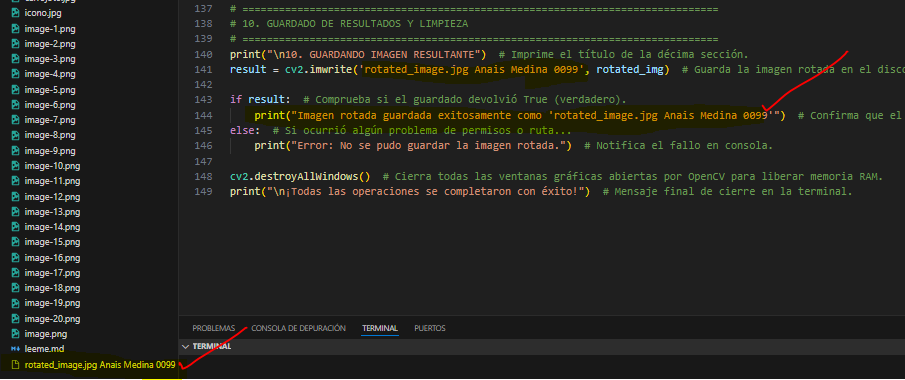 icono.jpg
image-1.png
image-2.png
image-3.png
image-4.png
image-5.png
image-6.png
image-7.png
image-8.png
image-9.png
image-10.png
image-11.png
image-12.png
image-13.png
image-14.png
image-15.png
image-16.png
image-17.png
image-18.png
image-19.png
image-20.png
image.png
leeme.md
rotated_image.jpg Anais Medina 0099
137 # ==============================================================================
138 # 10. GUARDADO DE RESULTADOS Y LIMPIEZA
139 # ==============================================================================
140 print("\n10. GUARDANDO IMAGEN RESULTANTE")  # Imprime el título de la décima sección.
141 result = cv2.imwrite('rotated_image.jpg Anais Medina 0099', rotated_img)  # Guarda la imagen rotada en el disco
142
143 if result:  # Comprueba si el guardado devolvió True (verdadero).
144     print("Imagen rotada guardada exitosamente como 'rotated_image.jpg Anais Medina 0099'")  # Confirma que el
145 else:  # Si ocurrió algún problema de permisos o ruta...
146     print("Error: No se pudo guardar la imagen rotada.")  # Notifica el fallo en consola.
147
148 cv2.destroyAllWindows()  # Cierra todas las ventanas gráficas abiertas por OpenCV para liberar memoria RAM.
149 print("\n¡Todas las operaciones se completaron con éxito!")  # Mensaje final de cierre en la terminal.
PROBLEMAS CONSOLA DE DEPURACIÓN TERMINAL PUERTOS
TERMINAL